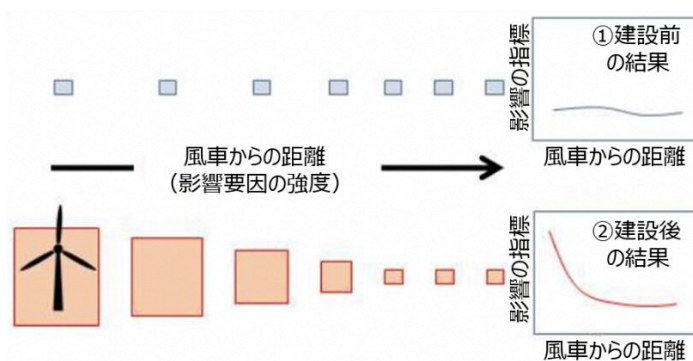 影響の指標
①建設前
の結果
風車からの距離
風車からの距離
(影響要因の強度)
影響の指標
②建設後
の結果
風車からの距離